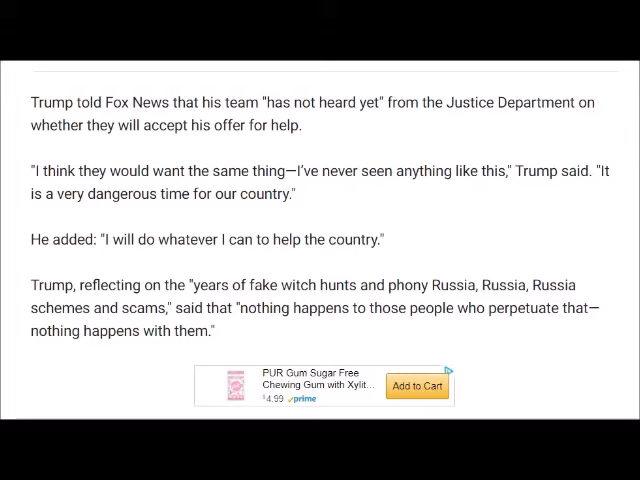 Trump told Fox News that his team "has not heard yet" from the Justice Department on
whether they will accept his offer for help.
"I think they would want the same thing—I've never seen anything like this," Trump said. "It
is a very dangerous time for our country."
He added: "I will do whatever I can to help the country."
Trump, reflecting on the "years of fake witch hunts and phony Russia, Russia, Russia
schemes and scams," said that "nothing happens to those people who perpetuate that—
nothing happens with them."
PUR Gum Sugar Free
Chewing Gum with Xylit...
$4.99 prime
Add to Cart